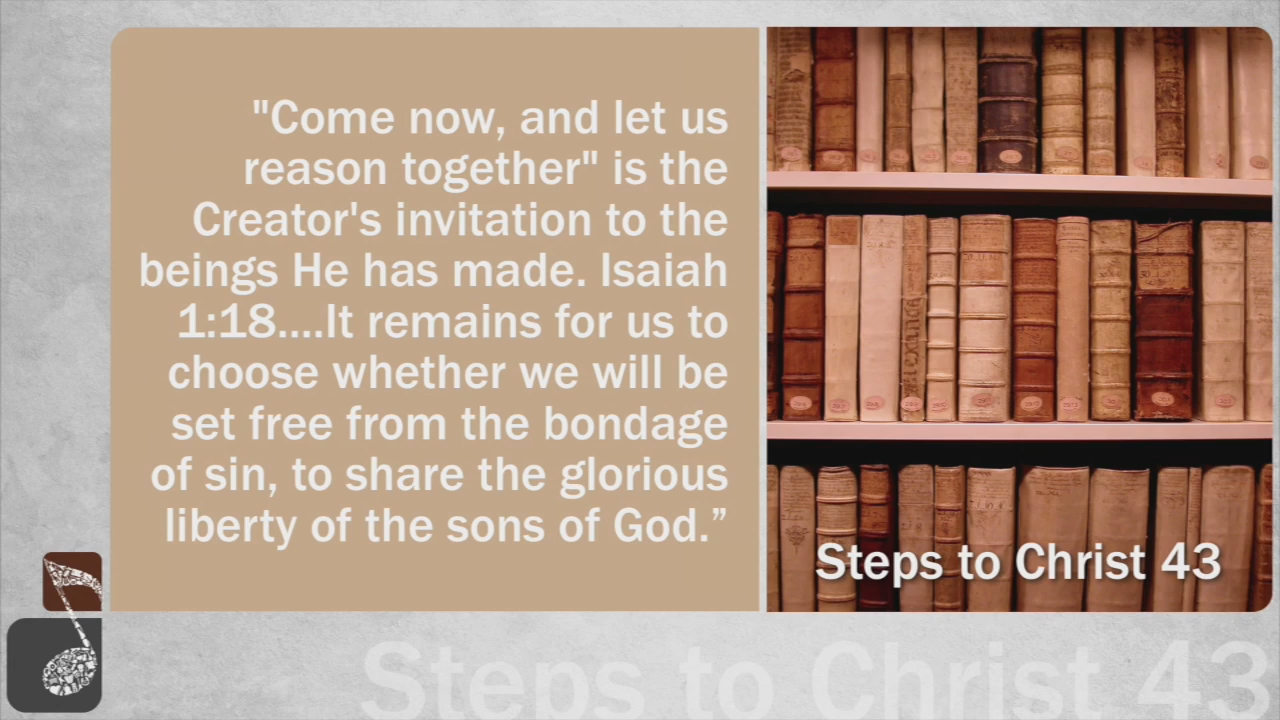 "Come now, and let us
reason together" is the
Creator's invitation to the
beings He has made. Isaiah
1:18....It remains for us to
choose whether we will be
set free from the bondage
of sin, to share the glorious
liberty of the sons of God.”
Steps to Christ 43
Steps to Christ 43